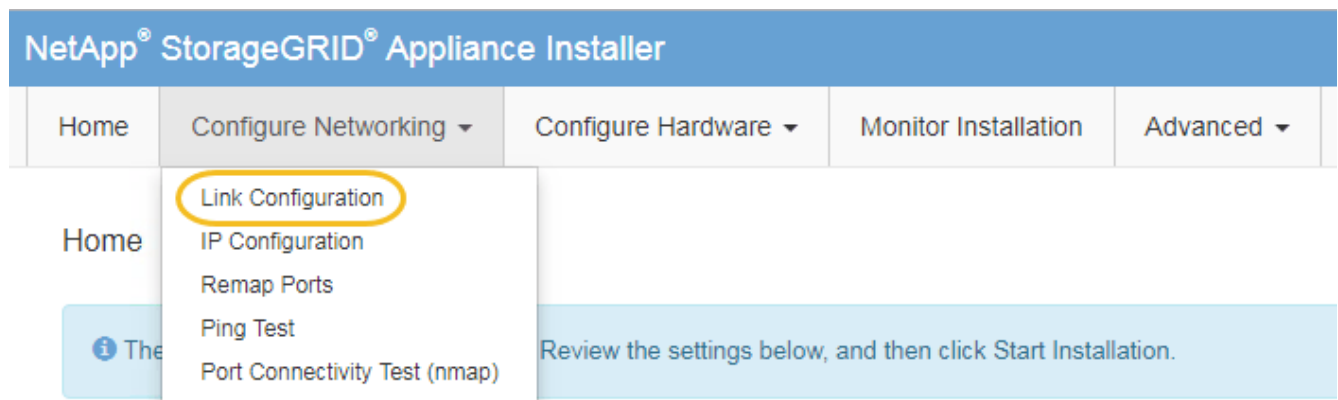 NetApp® StorageGRID® Appliance Installer
Home Configure Networking Configure Hardware Monitor Installation Advanced
Link Configuration
Home IP Configuration
Remap Ports
Ping Test
The Review the settings below, and then click Start Installation.
Port Connectivity Test (nmap)